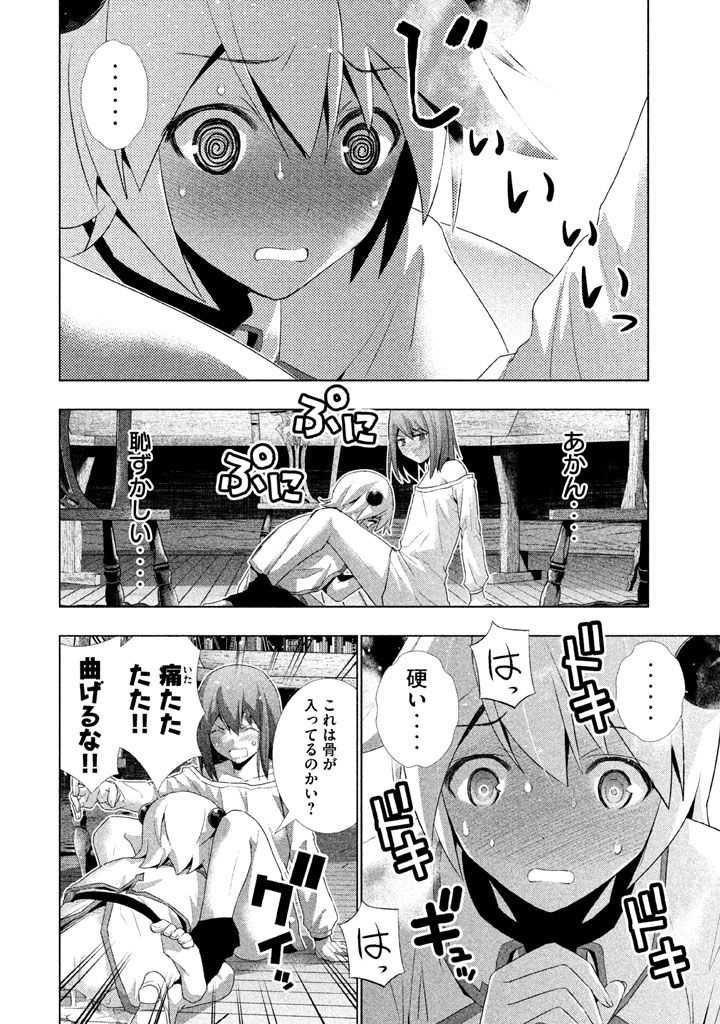 じぃいいいっ
‥‥‥
あかん‥‥
ぷに
ぷに
恥ずかしい‥‥
‥‥‥
ドキ
はっ
硬い‥‥
ドキ
ドキ
ギュ
はっ
これは骨が
入ってるのかい?
痛たた
いた
たた!!
曲げるな!!
グイッ